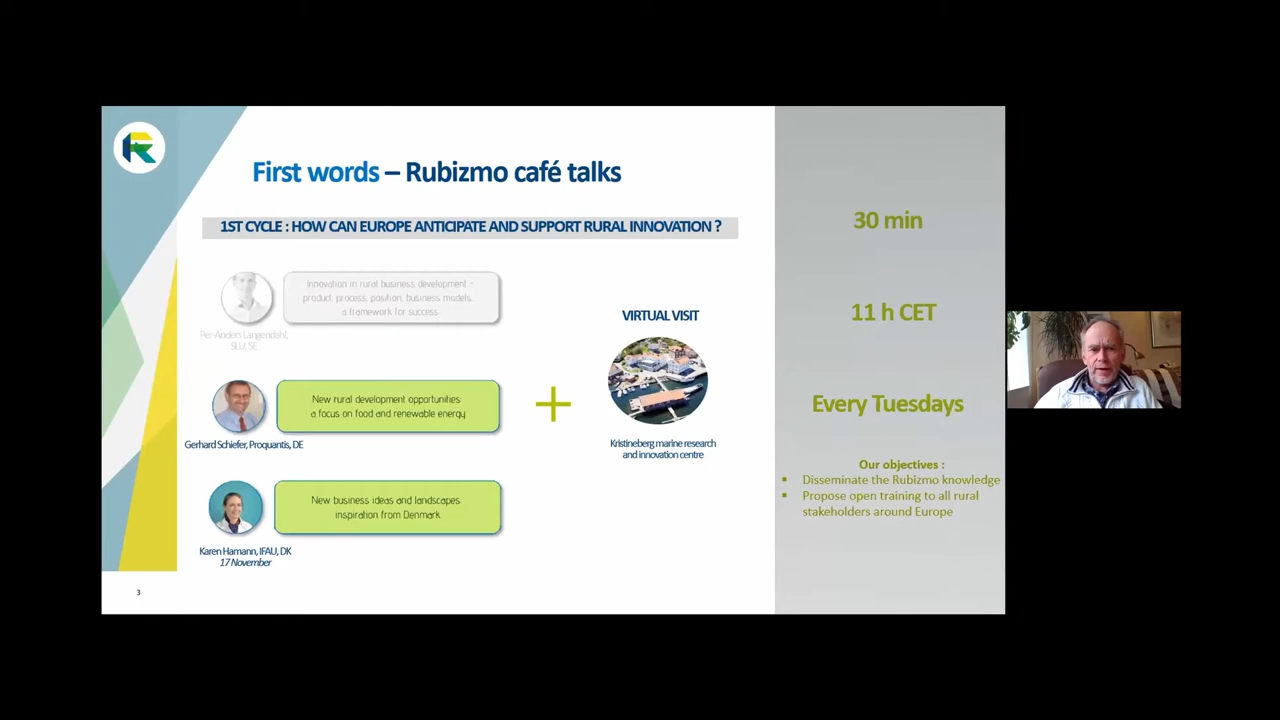 First words – Rubizmo café talks
1ST CYCLE : HOW CAN EUROPE ANTICIPATE AND SUPPORT RURAL INNOVATION ?
Innovation in rural business development -
product, process, position, business models,
a framework for success.
Per-Anders Langendahl,
SLU, SE
New rural development opportunities:
a focus on food and renewable energy
Gerhard Schiefer, Proquantis, DE
New business ideas and landscapes
inspiration from Denmark
Karen Hamann, IFAU, DK
17 November
+
VIRTUAL VISIT
Kristineberg marine research
and innovation centre
30 min
11 h CET
Every Tuesdays
Our objectives :
▪ Disseminate the Rubizmo knowledge
▪ Propose open training to all rural
stakeholders around Europe
3